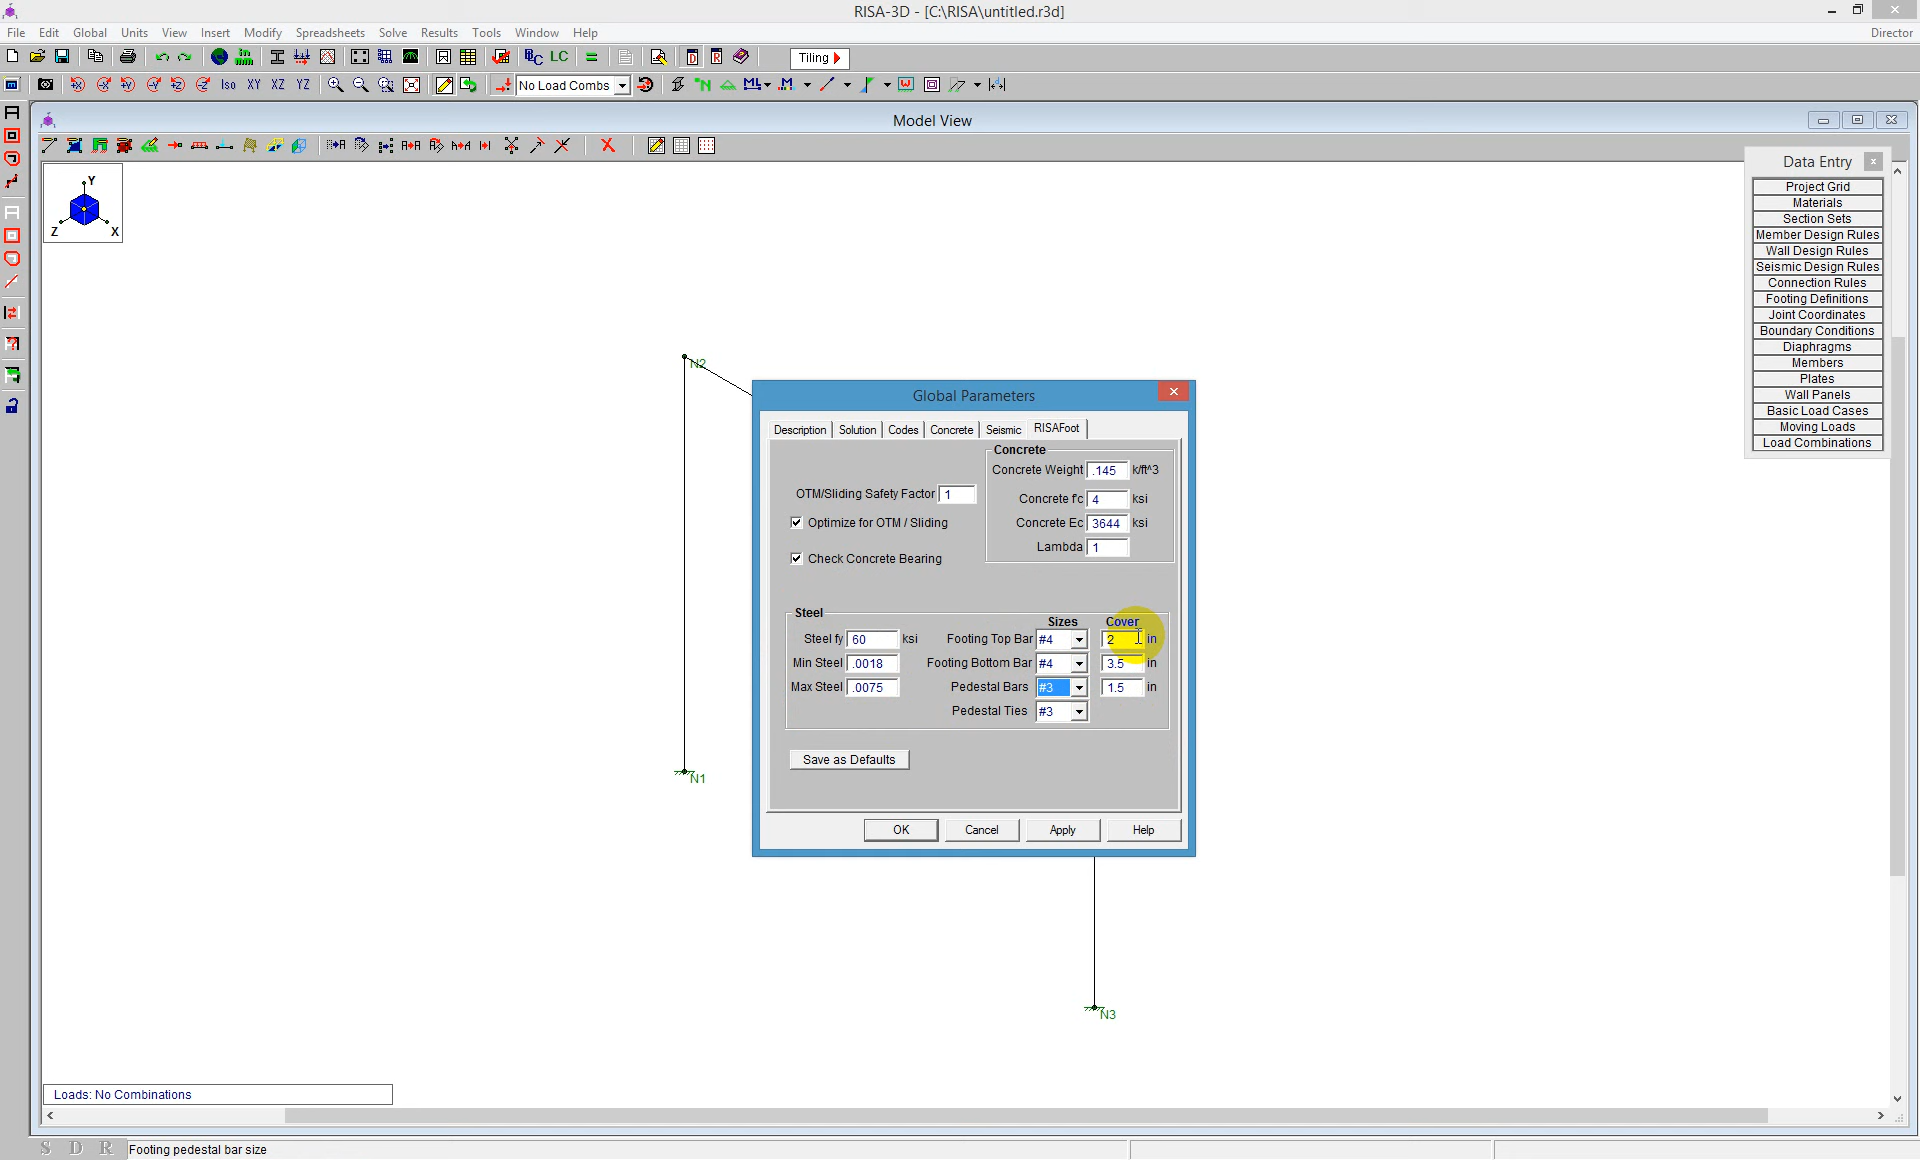 RISA-3D - [C:\RISA\untitled.r3d]
File Edit Global Units View Insert Modify Spreadsheets Solve Results Tools Window Help
Director
LC D R Tiling
Iso XY XZ YZ No Load Combs
Model View
Y
Z X
Data Entry
Project Grid
Materials
Section Sets
Member Design Rules
Wall Design Rules
Seismic Design Rules
Connection Rules
Footing Definitions
Joint Coordinates
Boundary Conditions
Diaphragms
Members
Plates
Wall Panels
Basic Load Cases
Moving Loads
Load Combinations
N2
N1
N3
Global Parameters
Description Solution Codes Concrete Seismic RISAFoot
OTM/Sliding Safety Factor 1
Optimize for OTM / Sliding
Check Concrete Bearing
Concrete
Concrete Weight .145 k/ft^3
Concrete f'c 4 ksi
Concrete Ec 3644 ksi
Lambda 1
Steel
Sizes Cover
Steel fy 60 ksi Footing Top Bar #4 2 in
Min Steel .0018 Footing Bottom Bar #4 3.5 in
Max Steel .0075 Pedestal Bars #3 1.5 in
Pedestal Ties #3
Save as Defaults
OK Cancel Apply Help
Loads: No Combinations
S D R Footing pedestal bar size